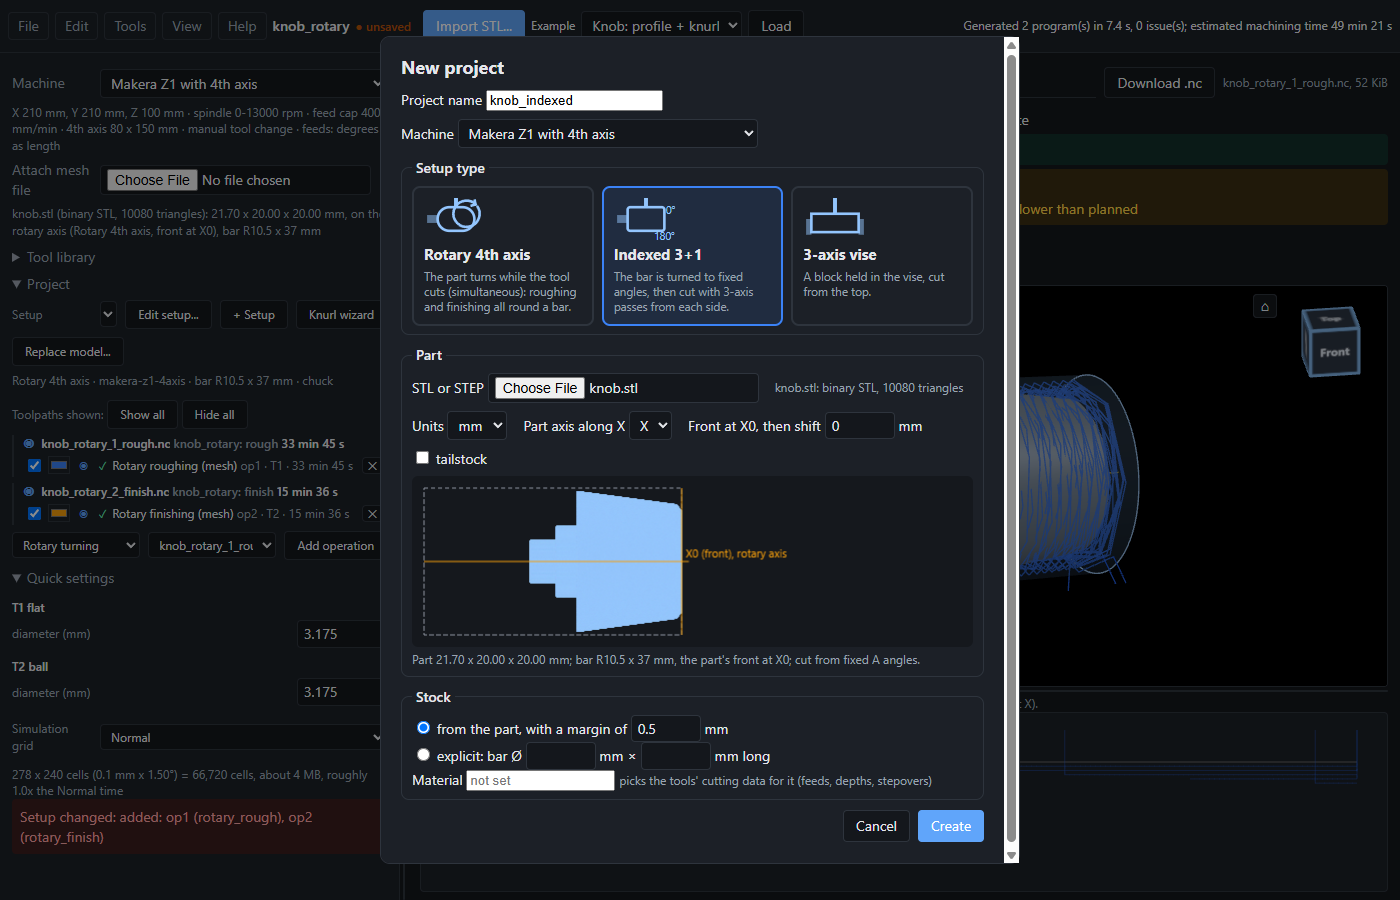 File Edit Tools View Help knob_rotary ● unsaved Import STL... Example Knob: profile + knurl Load Generated 2 program(s) in 7.4 s, 0 issue(s); estimated machining time 49 min 21 s
Machine Makera Z1 with 4th axis
X 210 mm, Y 210 mm, Z 100 mm · spindle 0-13000 rpm · feed cap 400
mm/min · 4th axis 80 x 150 mm · manual tool change · feeds: degrees
as length
Attach mesh
file
Choose File No file chosen
knob.stl (binary STL, 10080 triangles): 21.70 x 20.00 x 20.00 mm, on the
rotary axis (Rotary 4th axis, front at X0), bar R10.5 x 37 mm
▶ Tool library
▼ Project
Setup Edit setup... + Setup Knurl wizard
Replace model...
Rotary 4th axis · makera-z1-4axis · bar R10.5 x 37 mm · chuck
Toolpaths shown: Show all Hide all
knob_rotary_1_rough.nc knob_rotary: rough 33 min 45 s
✓ Rotary roughing (mesh) op1 · T1 · 33 min 45 s ✕
knob_rotary_2_finish.nc knob_rotary: finish 15 min 36 s
✓ Rotary finishing (mesh) op2 · T2 · 15 min 36 s ✕
Rotary turning knob_rotary_1_rou Add operation
▼ Quick settings
T1 flat
diameter (mm) 3.175
T2 ball
diameter (mm) 3.175
Simulation
grid
Normal
278 x 240 cells (0.1 mm x 1.50°) = 66,720 cells, about 4 MB, roughly
1.0x the Normal time
Setup changed: added: op1 (rotary_rough), op2
(rotary_finish)
New project
Project name knob_indexed
Machine Makera Z1 with 4th axis
Setup type
Rotary 4th axis
The part turns while the tool
cuts (simultaneous): roughing
and finishing all round a bar.
0°
180°
Indexed 3+1
The bar is turned to fixed
angles, then cut with 3-axis
passes from each side.
3-axis vise
A block held in the vise, cut
from the top.
Part
STL or STEP Choose File knob.stl knob.stl: binary STL, 10080 triangles
Units mm Part axis along X X Front at X0, then shift 0 mm
tailstock
X0 (front), rotary axis
Part 21.70 x 20.00 x 20.00 mm; bar R10.5 x 37 mm, the part's front at X0; cut from fixed A angles.
Stock
from the part, with a margin of 0.5 mm
explicit: bar Ø mm × mm long
Material not set picks the tools' cutting data for it (feeds, depths, stepovers)
Cancel Create
Download .nc knob_rotary_1_rough.nc, 52 KiB
lower than planned
Top
Front
X).